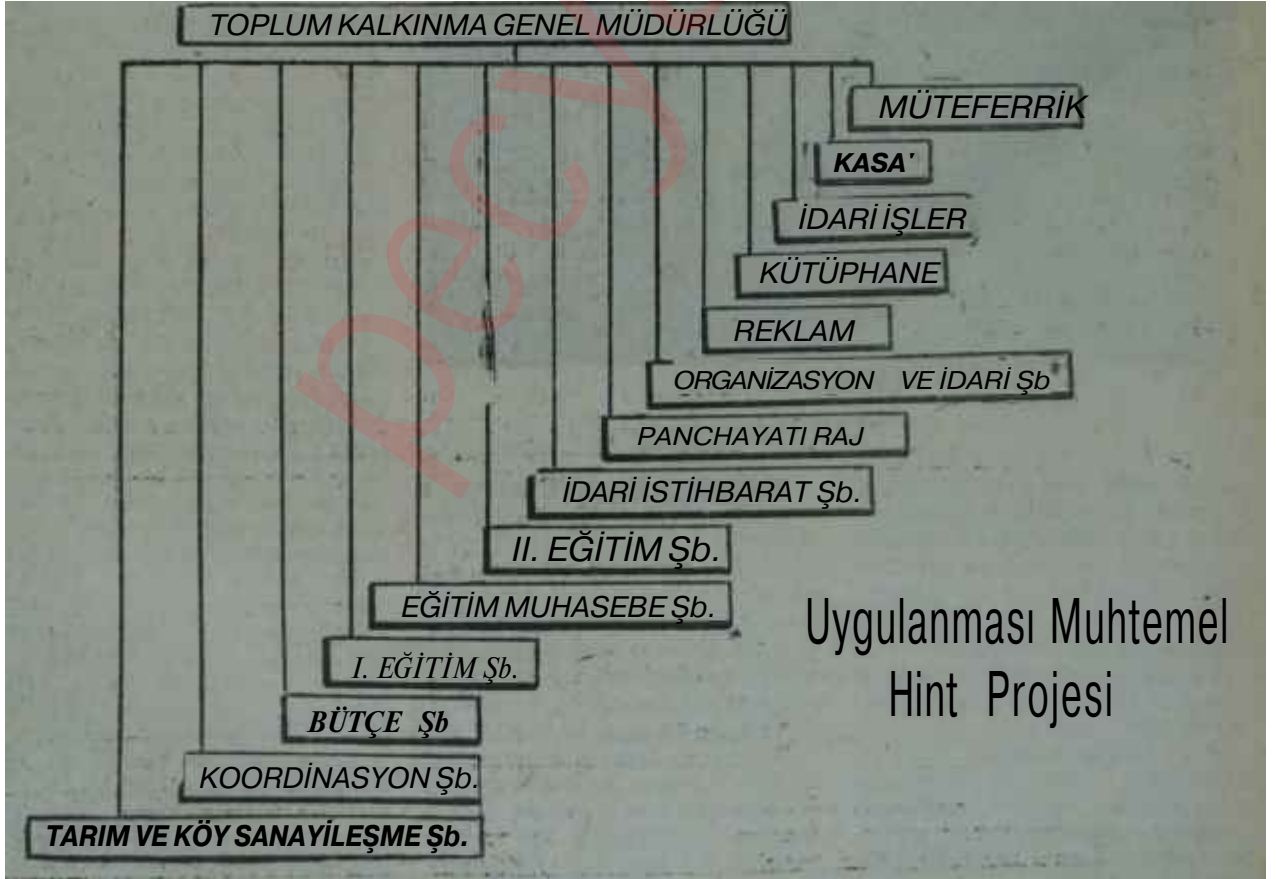 TOPLUM KALKINMA GENEL MÜDÜRLÜĞÜ
MÜTEFERRİK
KASA'
İDARİ İŞLER
KÜTÜPHANE
REKLAM
ORGANİZASYON VE İDARİ Şb
PANCHAYATI RAJ
İDARİ İSTİHBARAT Şb.
II. EĞİTİM Şb.
EĞİTİM MUHASEBE Şb.
I. EĞİTİM Şb.
BÜTÇE Şb
KOORDİNASYON Şb.
TARIM VE KÖY SANAYİLEŞME Şb.
Uygulanması Muhtemel
Hint Projesi
pecy